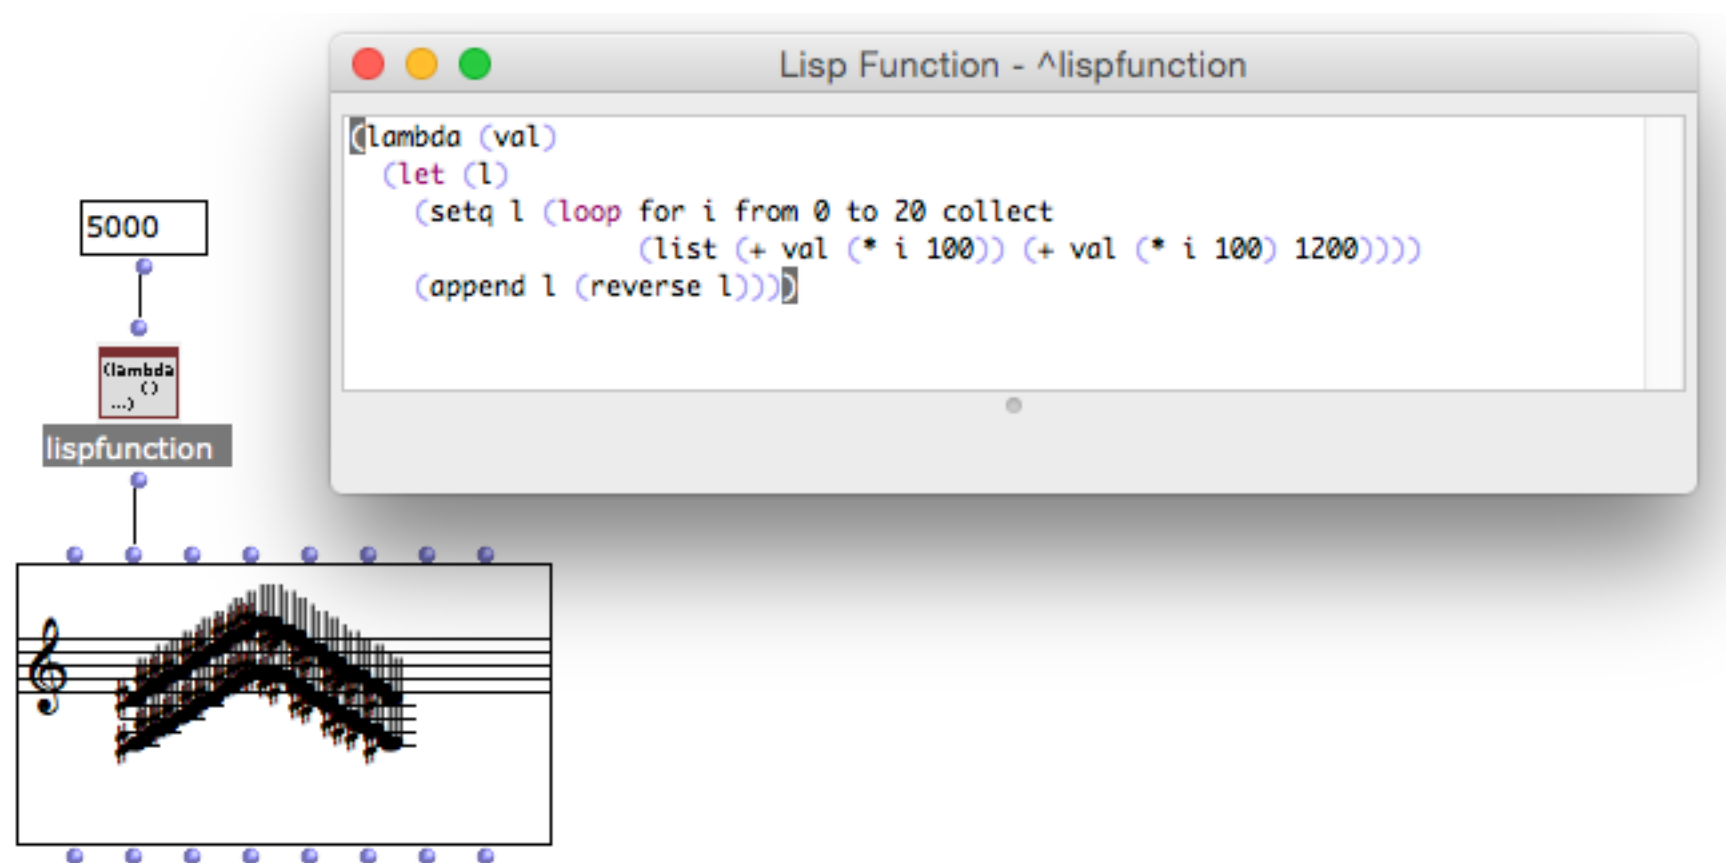 Lisp Function - ^lispfunction
(lambda (val)
(let (l)
(setq l (loop for i from 0 to 20 collect
(list (+ val (* i 100)) (+ val (* i 100) 1200))))
(append l (reverse l))))
5000
(lambda
()
...)
lispfunction